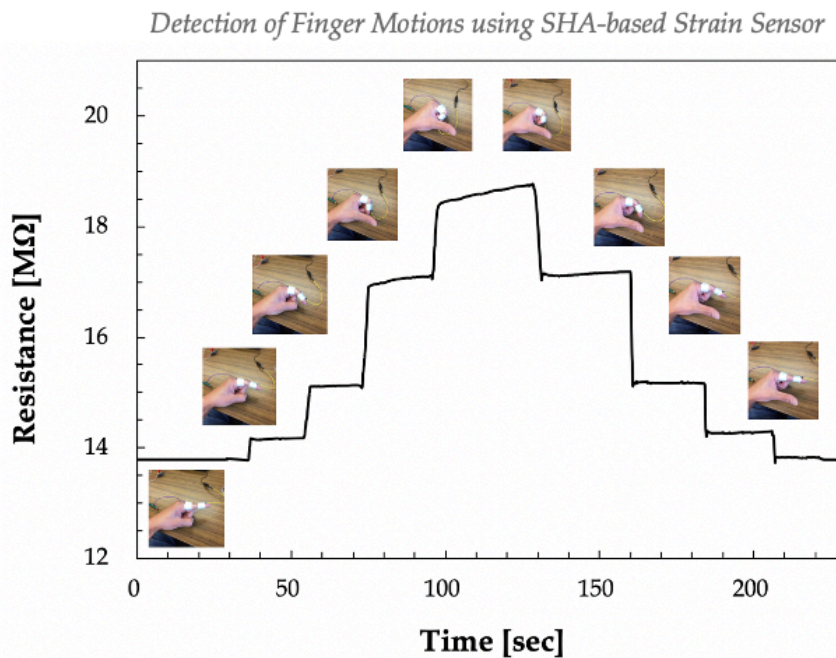 Detection of Finger Motions using SHA-based Strain Sensor
20
18
16
14
12
Resistance [MΩ]
0 50 100 150 200
Time [sec]